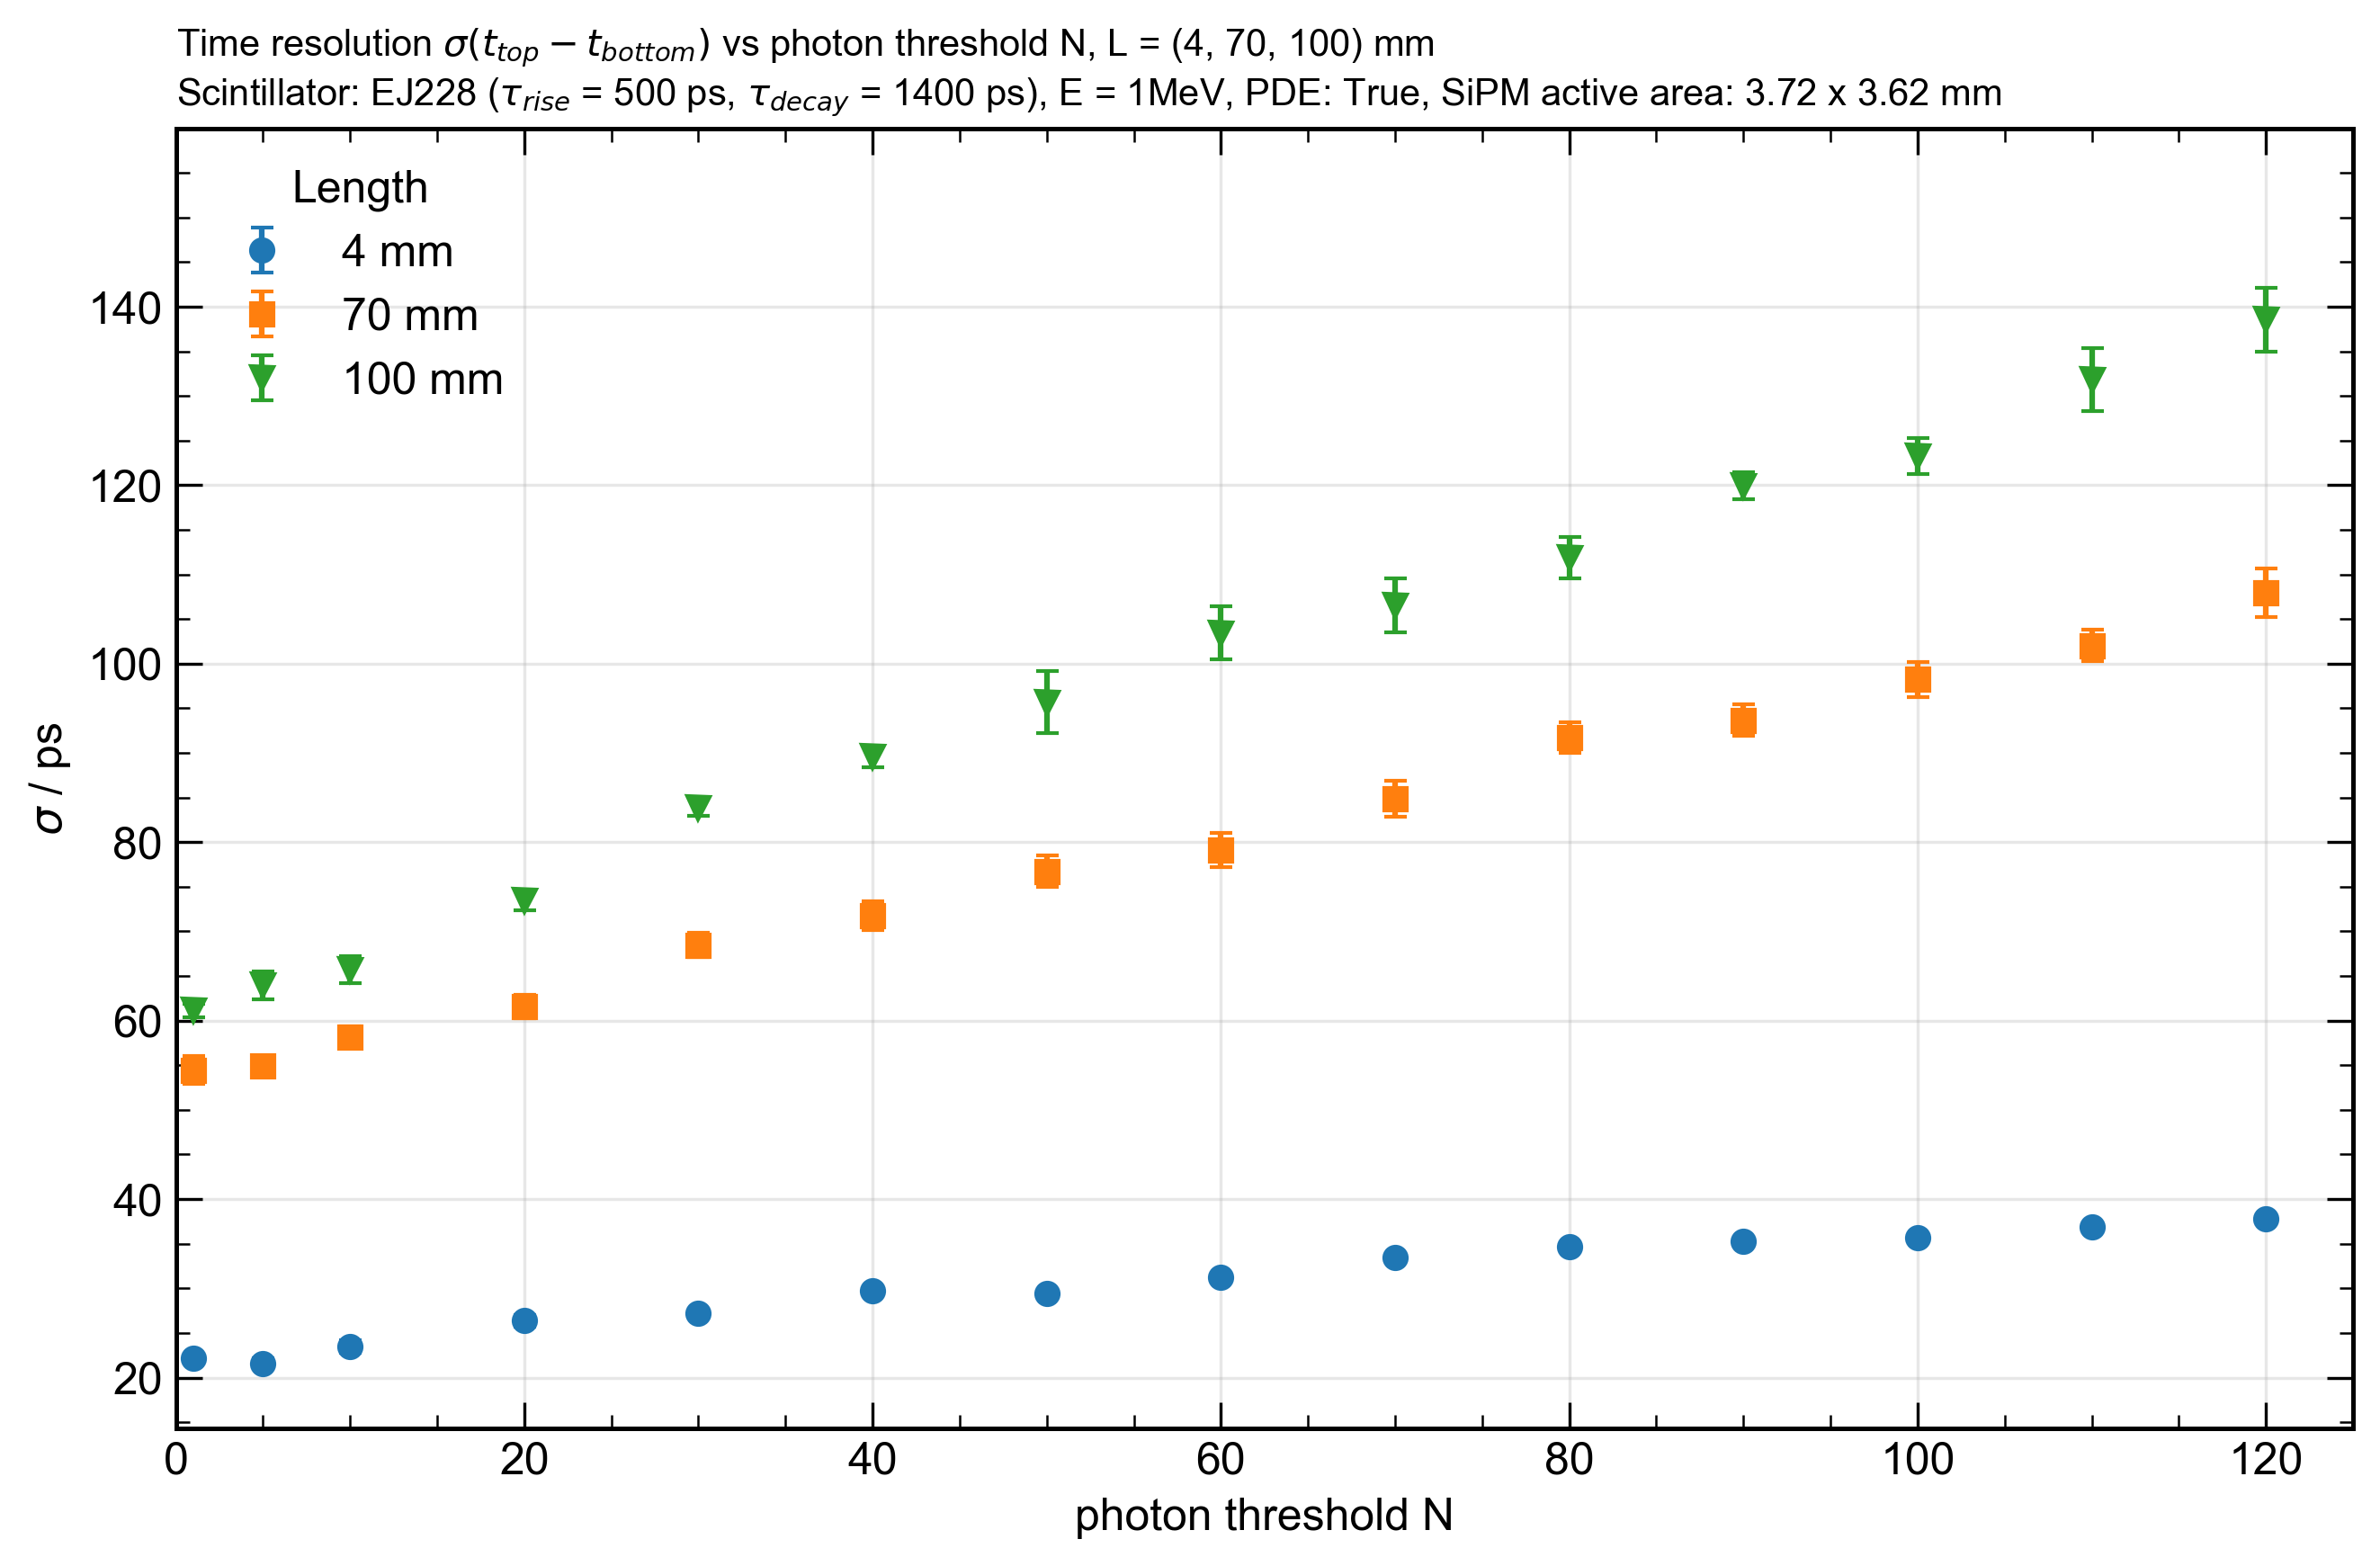 Time resolution σ(t_top − t_bottom) vs photon threshold N, L = (4, 70, 100) mm
Scintillator: EJ228 (τ_rise = 500 ps, τ_decay = 1400 ps), E = 1MeV, PDE: True, SiPM active area: 3.72 x 3.62 mm
Length
4 mm
70 mm
100 mm
140
120
100
80
60
40
20
σ / ps
0 20 40 60 80 100 120
photon threshold N